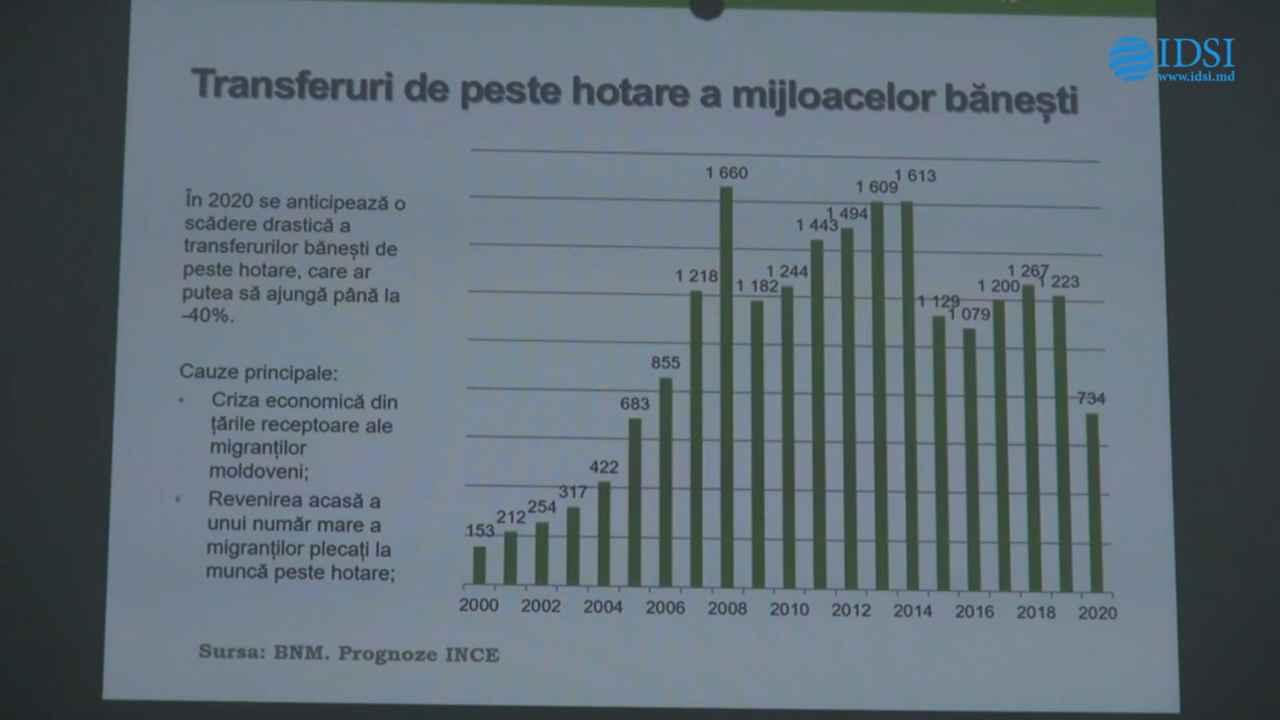 IDSI
www.idsi.md
Transferuri de peste hotare a mijloacelor bănești
În 2020 se anticipează o
scădere drastică a
transferurilor bănești de
peste hotare, care ar
putea să ajungă până la
-40%.
Cauze principale:
• Criza economică din
țările receptoare ale
migranților
moldoveni;
• Revenirea acasă a
unui număr mare a
migranților plecați la
muncă peste hotare;
153
212
254
317
422
683
855
1 218
1 660
1 182
1 244
1 443
1 494
1 609
1 613
1 129
1 079
1 200
1 267
1 223
734
2000 2002 2004 2006 2008 2010 2012 2014 2016 2018 2020
Sursa: BNM. Prognoze INCE